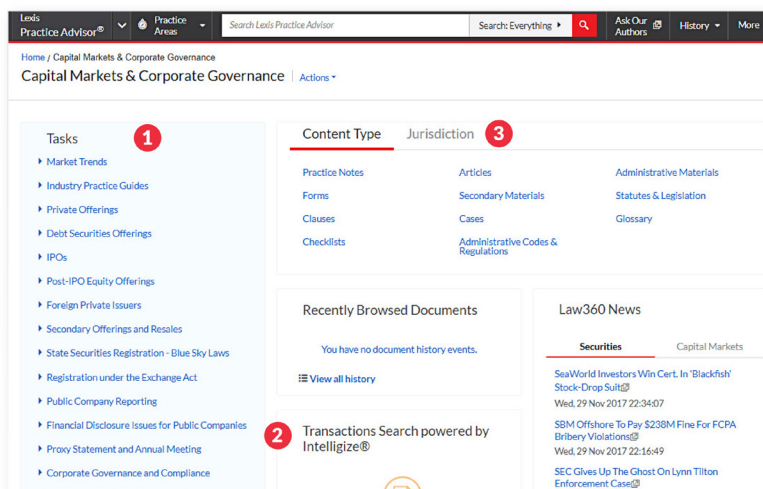 Lexis
Practice Advisor®
Practice
Areas
Search Lexis Practice Advisor
Search: Everything
Ask Our
Authors
History
More
Home / Capital Markets & Corporate Governance
Capital Markets & Corporate Governance
Actions
Tasks
1
Market Trends
Industry Practice Guides
Private Offerings
Debt Securities Offerings
IPOs
Post-IPO Equity Offerings
Foreign Private Issuers
Secondary Offerings and Resales
State Securities Registration - Blue Sky Laws
Registration under the Exchange Act
Public Company Reporting
Financial Disclosure Issues for Public Companies
Proxy Statement and Annual Meeting
Corporate Governance and Compliance
Content Type
Jurisdiction
3
Practice Notes
Forms
Clauses
Checklists
Articles
Secondary Materials
Cases
Administrative Codes &
Regulations
Administrative Materials
Statutes & Legislation
Glossary
Recently Browsed Documents
You have no document history events.
View all history
2
Transactions Search powered by
Intelligize®
Law360 News
Securities
Capital Markets
SeaWorld Investors Win Cert. In 'Blackfish'
Stock-Drop Suit
Wed, 29 Nov 2017 22:34:07
SBM Offshore To Pay $238M Fine For FCPA
Bribery Violations
Wed, 29 Nov 2017 22:16:49
SEC Gives Up The Ghost On Lynn Tilton
Enforcement Case